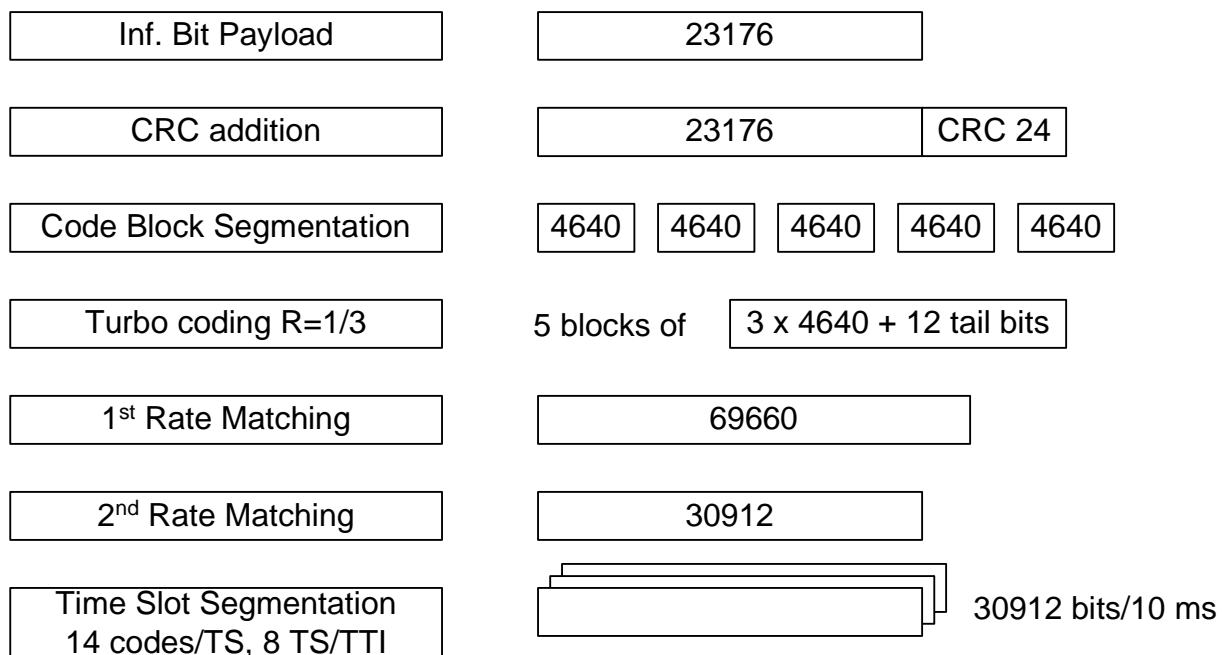 Inf. Bit Payload 23176
CRC addition 23176 CRC 24
Code Block Segmentation 4640 4640 4640 4640 4640
Turbo coding R=1/3 5 blocks of 3 x 4640 + 12 tail bits
1st Rate Matching 69660
2nd Rate Matching 30912
Time Slot Segmentation
14 codes/TS, 8 TS/TTI
30912 bits/10 ms